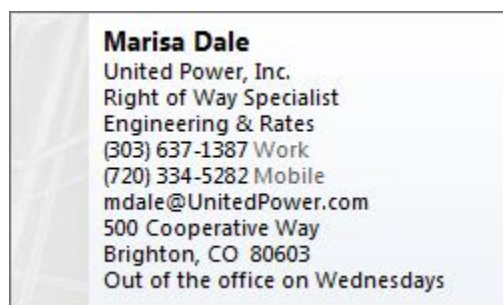 Marisa Dale
United Power, Inc.
Right of Way Specialist
Engineering & Rates
(303) 637-1387 Work
(720) 334-5282 Mobile
mdale@UnitedPower.com
500 Cooperative Way
Brighton, CO  80603
Out of the office on Wednesdays